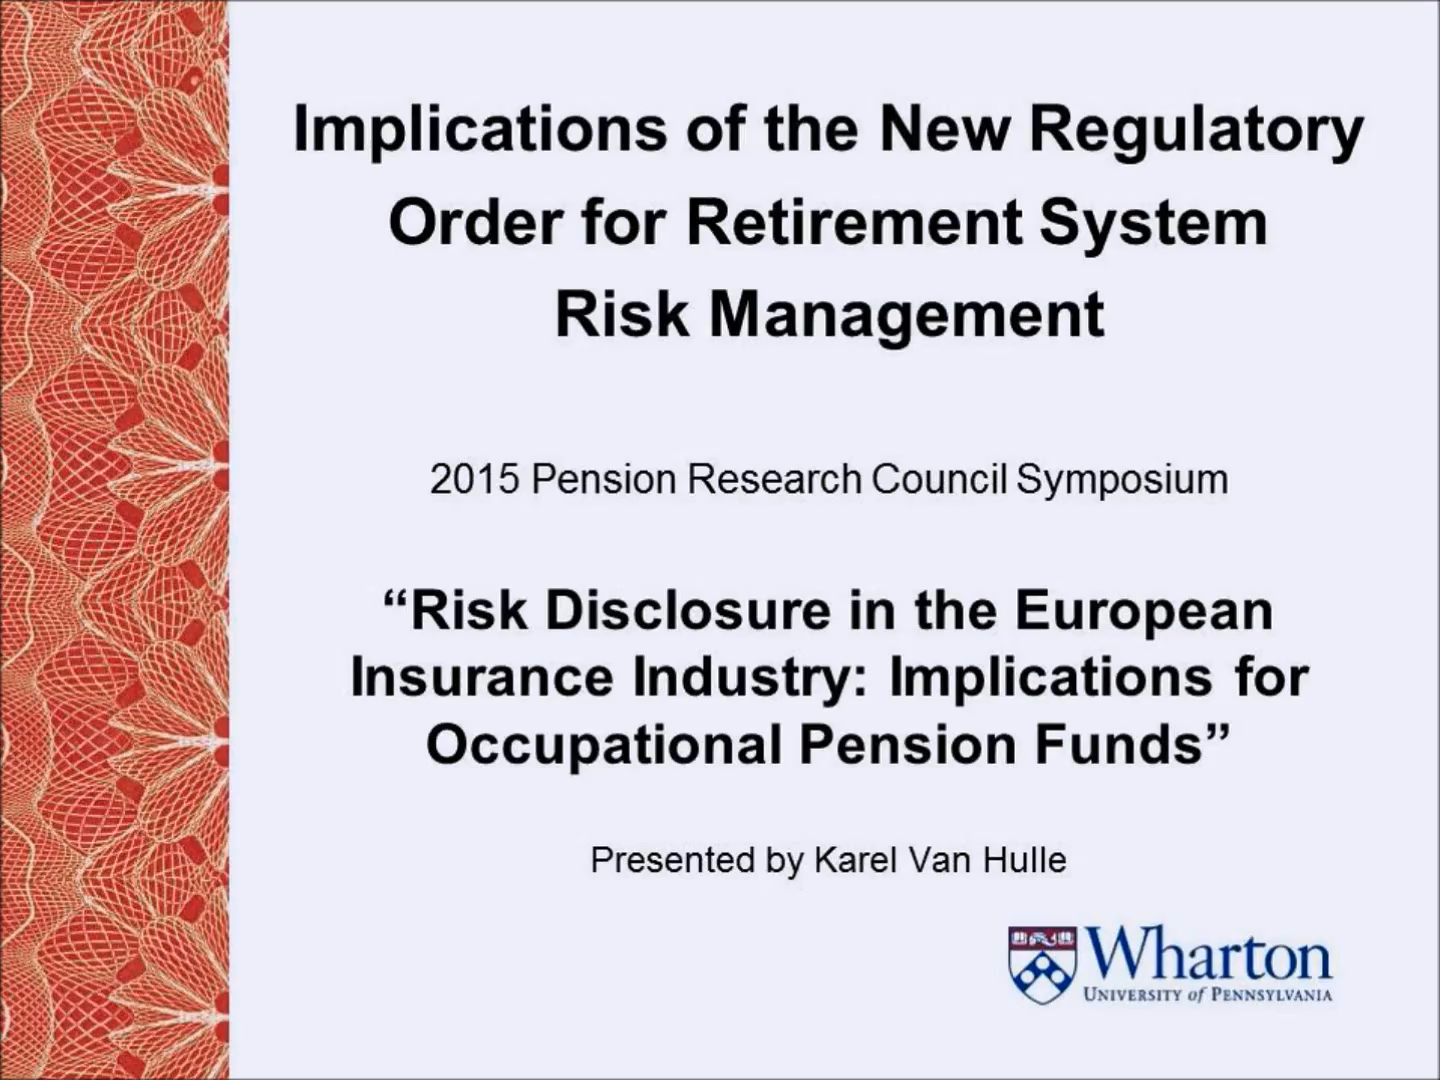 Implications of the New Regulatory
Order for Retirement System
Risk Management
2015 Pension Research Council Symposium
“Risk Disclosure in the European
Insurance Industry: Implications for
Occupational Pension Funds”
Presented by Karel Van Hulle
Wharton
UNIVERSITY of PENNSYLVANIA